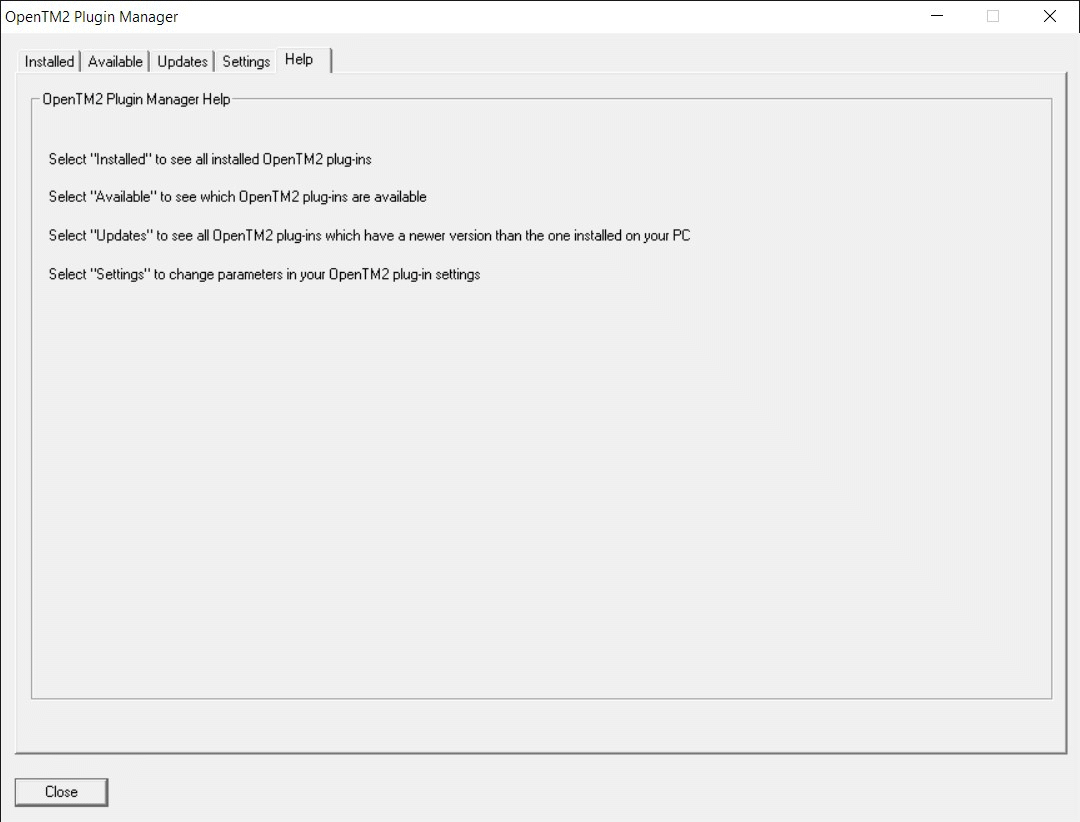 OpenTM2 Plugin Manager
Installed Available Updates Settings Help
OpenTM2 Plugin Manager Help
Select "Installed" to see all installed OpenTM2 plug-ins
Select "Available" to see which OpenTM2 plug-ins are available
Select "Updates" to see all OpenTM2 plug-ins which have a newer version than the one installed on your PC
Select "Settings" to change parameters in your OpenTM2 plug-in settings
Close